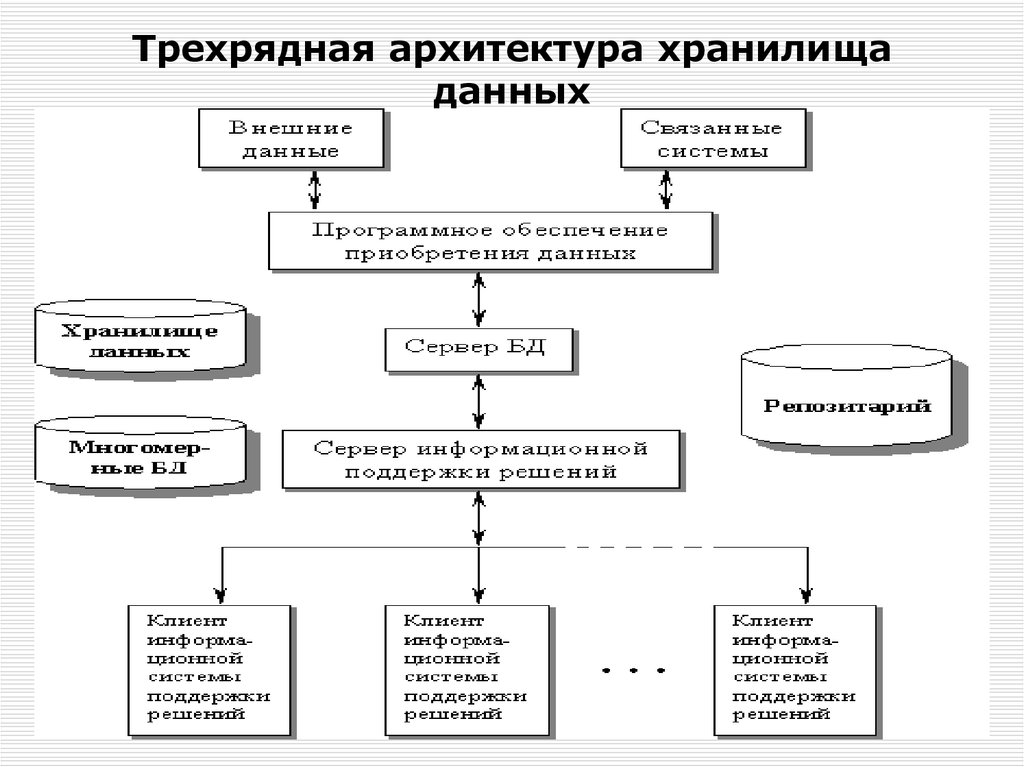 Трехрядная архитектура хранилища
данных
Внешние
данные
Связанные
системы
Программное обеспечение
приобретения данных
Хранилище
данных
Сервер БД
Репозитарий
Многомер-
ные БД
Сервер информационной
поддержки решений
Клиент
информа-
ционной
системы
поддержки
решений
Клиент
информа-
ционной
системы
поддержки
решений
. . .
Клиент
информа-
ционной
системы
поддержки
решений